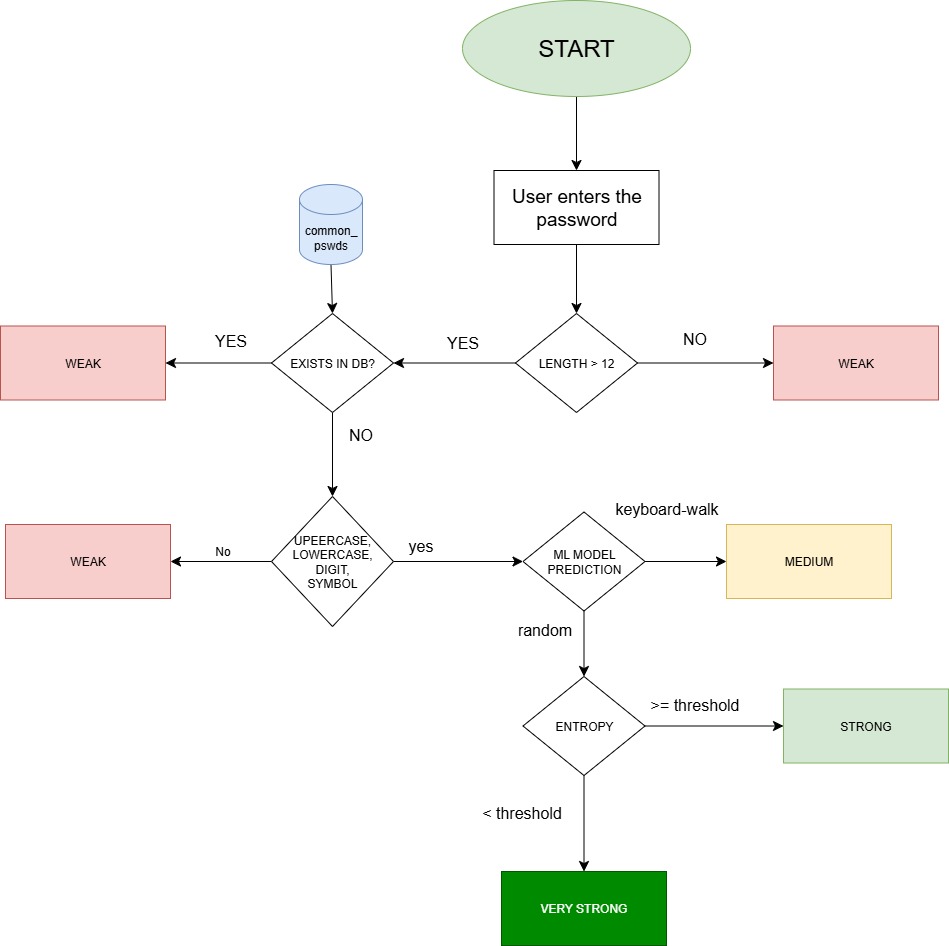 START
User enters the
password
common_
pswds
YES
YES
NO
WEAK
EXISTS IN DB?
LENGTH > 12
WEAK
NO
keyboard-walk
No
yes
WEAK
UPEERCASE,
LOWERCASE,
DIGIT,
SYMBOL
ML MODEL
PREDICTION
MEDIUM
random
>= threshold
ENTROPY
STRONG
< threshold
VERY STRONG